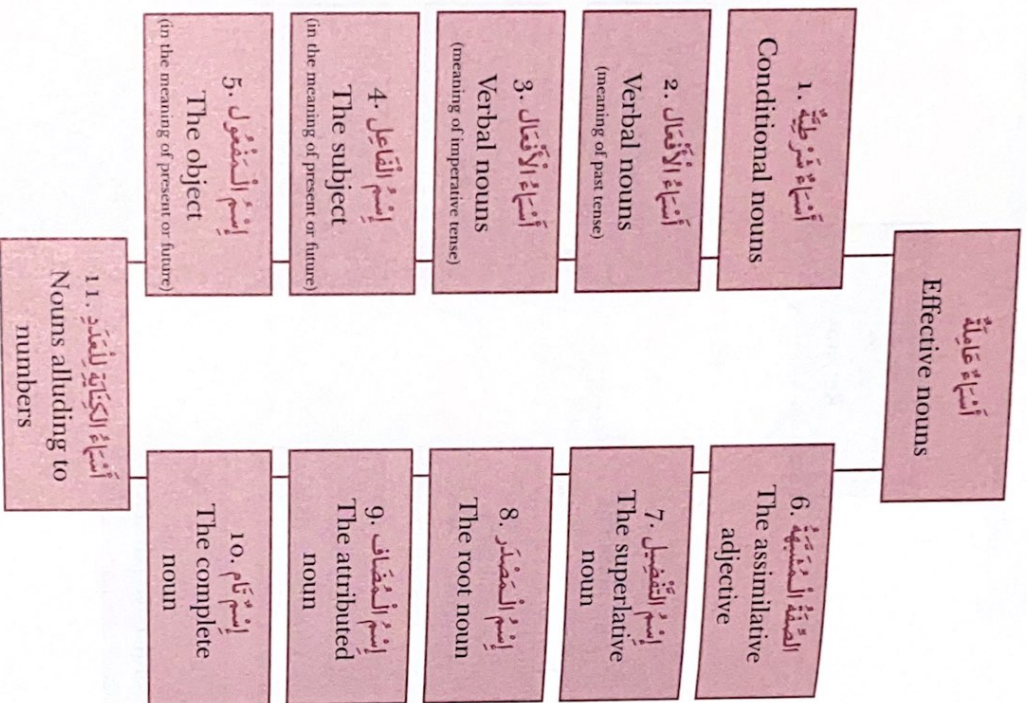 أَسْمَاءٌ عَامِلَةٌ
Effective nouns
1. أَسْمَاءٌ شَرْطِيَّةٌ
Conditional nouns
2. أَسْمَاءُ الْأَفْعَال
Verbal nouns
(meaning of past tense)
3. أَسْمَاءُ الْأَفْعَال
Verbal nouns
(meaning of imperative tense)
4. إِسْمُ الْفَاعِل
The subject
(in the meaning of present or future)
5. إِسْمُ الْمَفْعُول
The object
(in the meaning of present or future)
6. الصِّفَةُ الْمُشَبَّهَةُ
The assimilative
adjective
7. إِسْمُ التَّفْضِيل
The superlative
noun
8. إِسْمُ الْمَصْدَر
The root noun
9. إِسْمُ الْمُضَاف
The attributed
noun
10. إِسْمٌ تَام
The complete
noun
11. أَسْمَاءُ الكِنَايَةِ لِلْعَدَدِ
Nouns alluding to
numbers